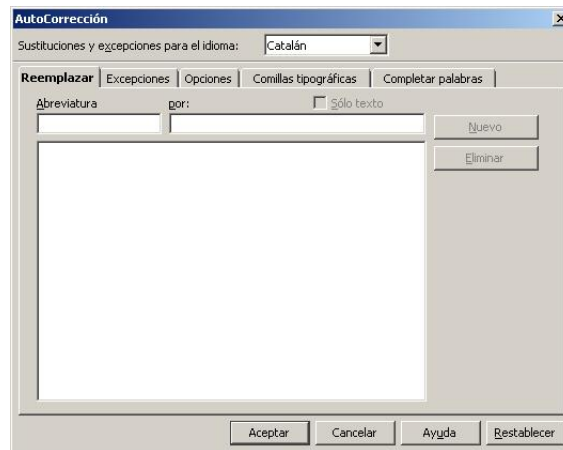 AutoCorrección
Sustituciones y excepciones para el idioma: Catalán
Reemplazar Excepciones Opciones Comillas tipográficas Completar palabras
Abreviatura por: Sólo texto
Nuevo
Eliminar
Aceptar Cancelar Ayuda Restablecer